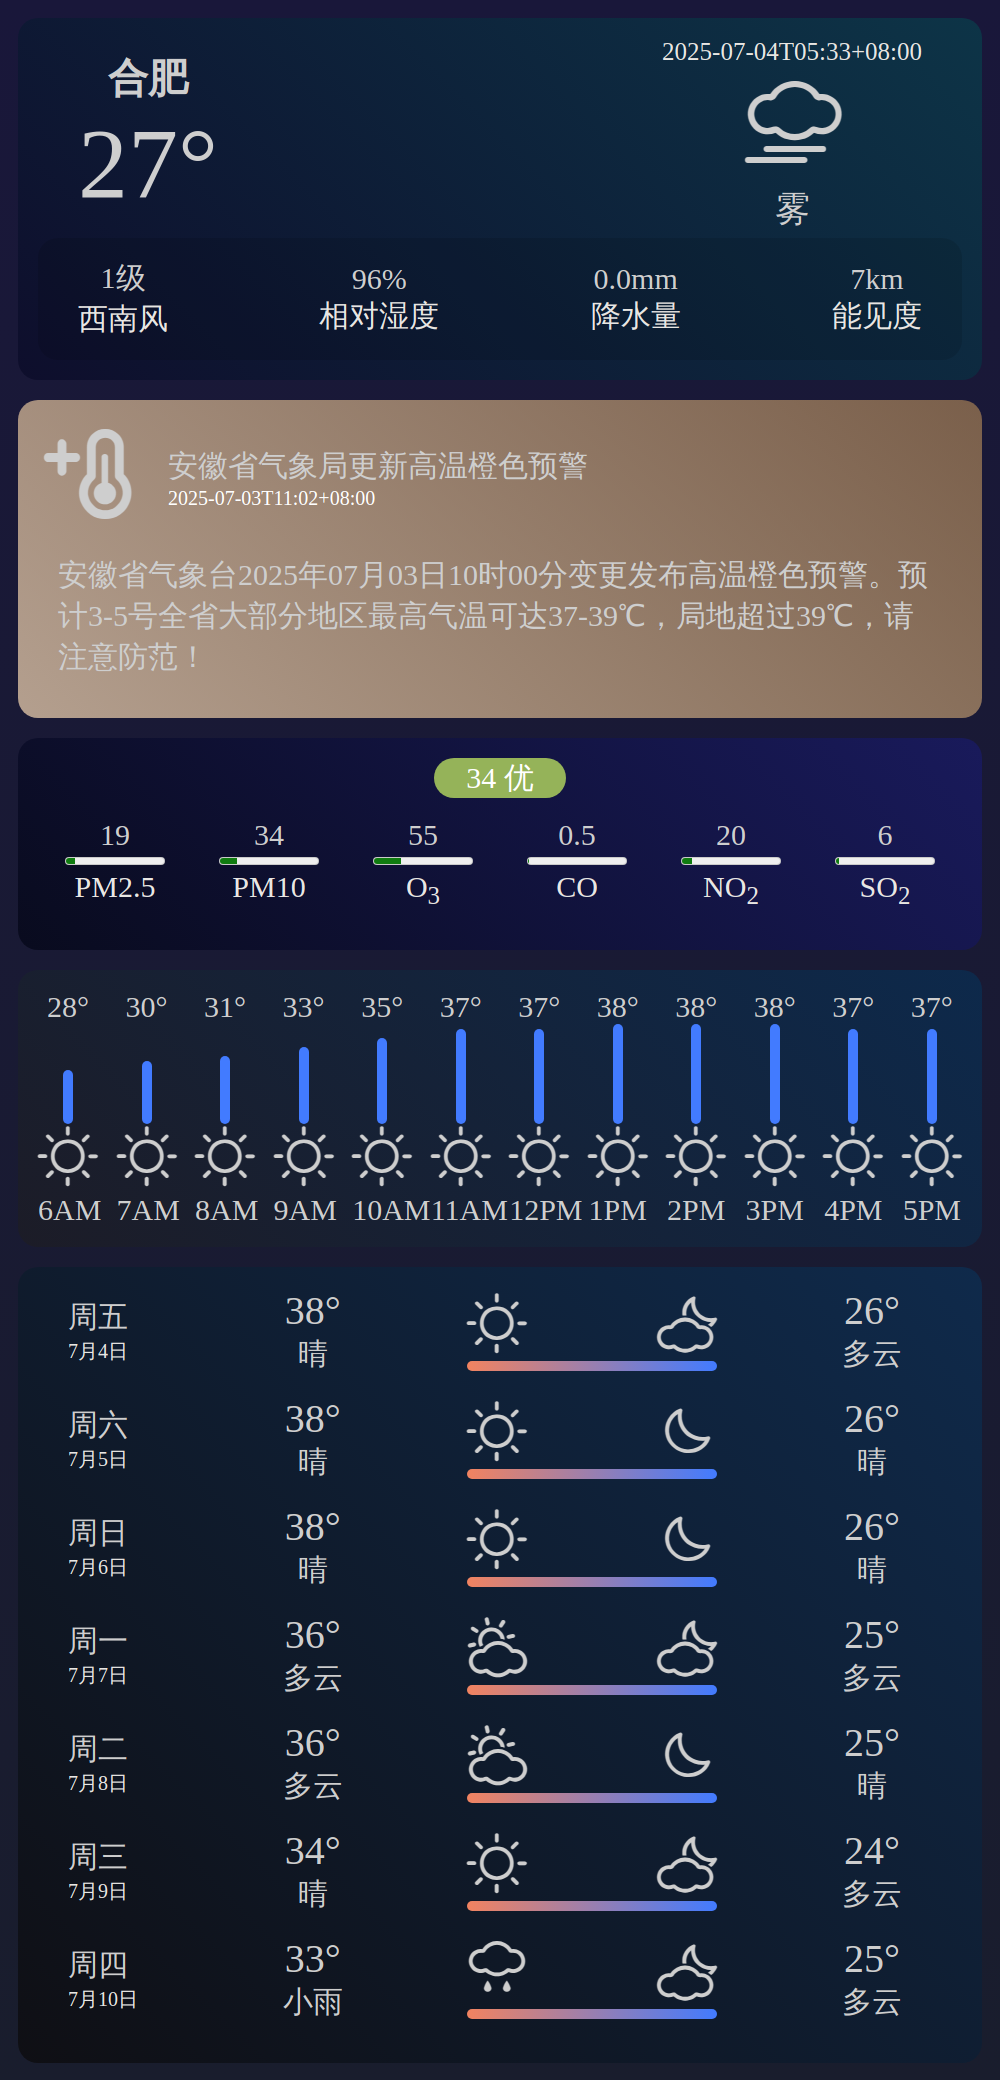 合肥
27°
2025-07-04T05:33+08:00
雾
1级 96% 0.0mm 7km
西南风 相对湿度 降水量 能见度
安徽省气象局更新高温橙色预警
2025-07-03T11:02+08:00
安徽省气象台2025年07月03日10时00分变更发布高温橙色预警。预
计3-5号全省大部分地区最高气温可达37-39℃，局地超过39℃，请
注意防范！
34 优
19 34 55 0.5 20 6
PM2.5 PM10 O3 CO NO2 SO2
28° 30° 31° 33° 35° 37° 37° 38° 38° 38° 37° 37°
6AM 7AM 8AM 9AM 10AM 11AM 12PM 1PM 2PM 3PM 4PM 5PM
周五 38° 26°
7月4日 晴 多云
周六 38° 26°
7月5日 晴 晴
周日 38° 26°
7月6日 晴 晴
周一 36° 25°
7月7日 多云 多云
周二 36° 25°
7月8日 多云 晴
周三 34° 24°
7月9日 晴 多云
周四 33° 25°
7月10日 小雨 多云